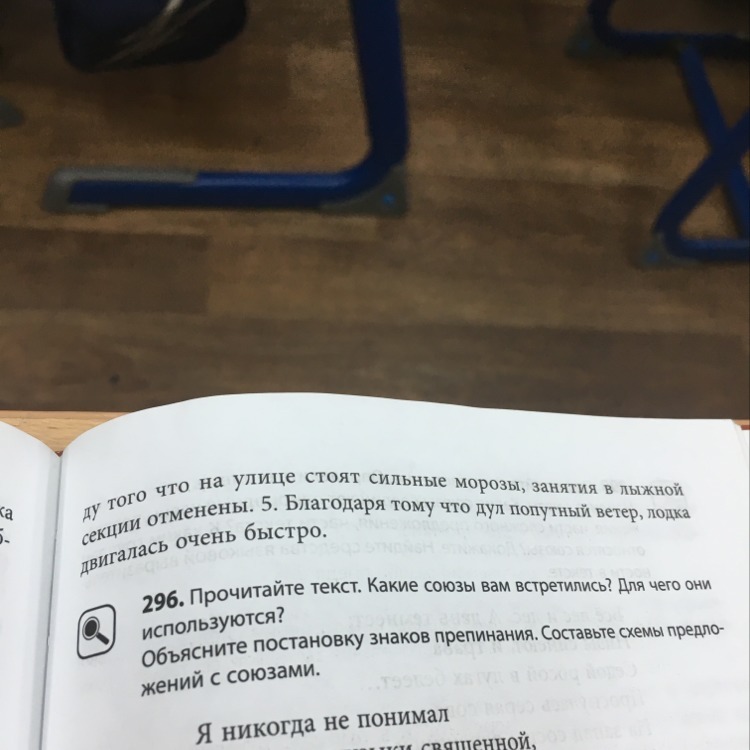 ду того что на улице стоят сильные морозы, занятия в лыжной
секции отменены. 5. Благодаря тому что дул попутный ветер, лодка
двигалась очень быстро.
296. Прочитайте текст. Какие союзы вам встретились? Для чего они
используются?
Объясните постановку знаков препинания. Составьте схемы предло-
жений с союзами.
Я никогда не понимал
священной,